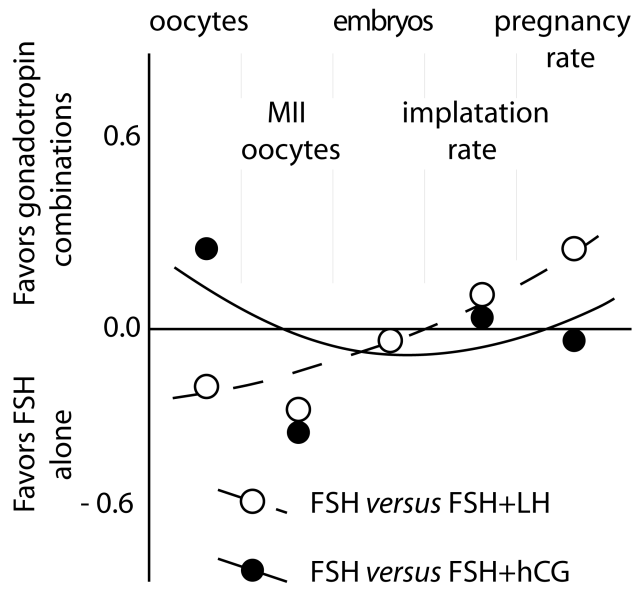 oocytes
embryos
pregnancy
rate
MII
oocytes
implatation
rate
Favors gonadotropin
combinations
Favors FSH
alone
0.6
0.0
- 0.6
FSH versus FSH+LH
FSH versus FSH+hCG